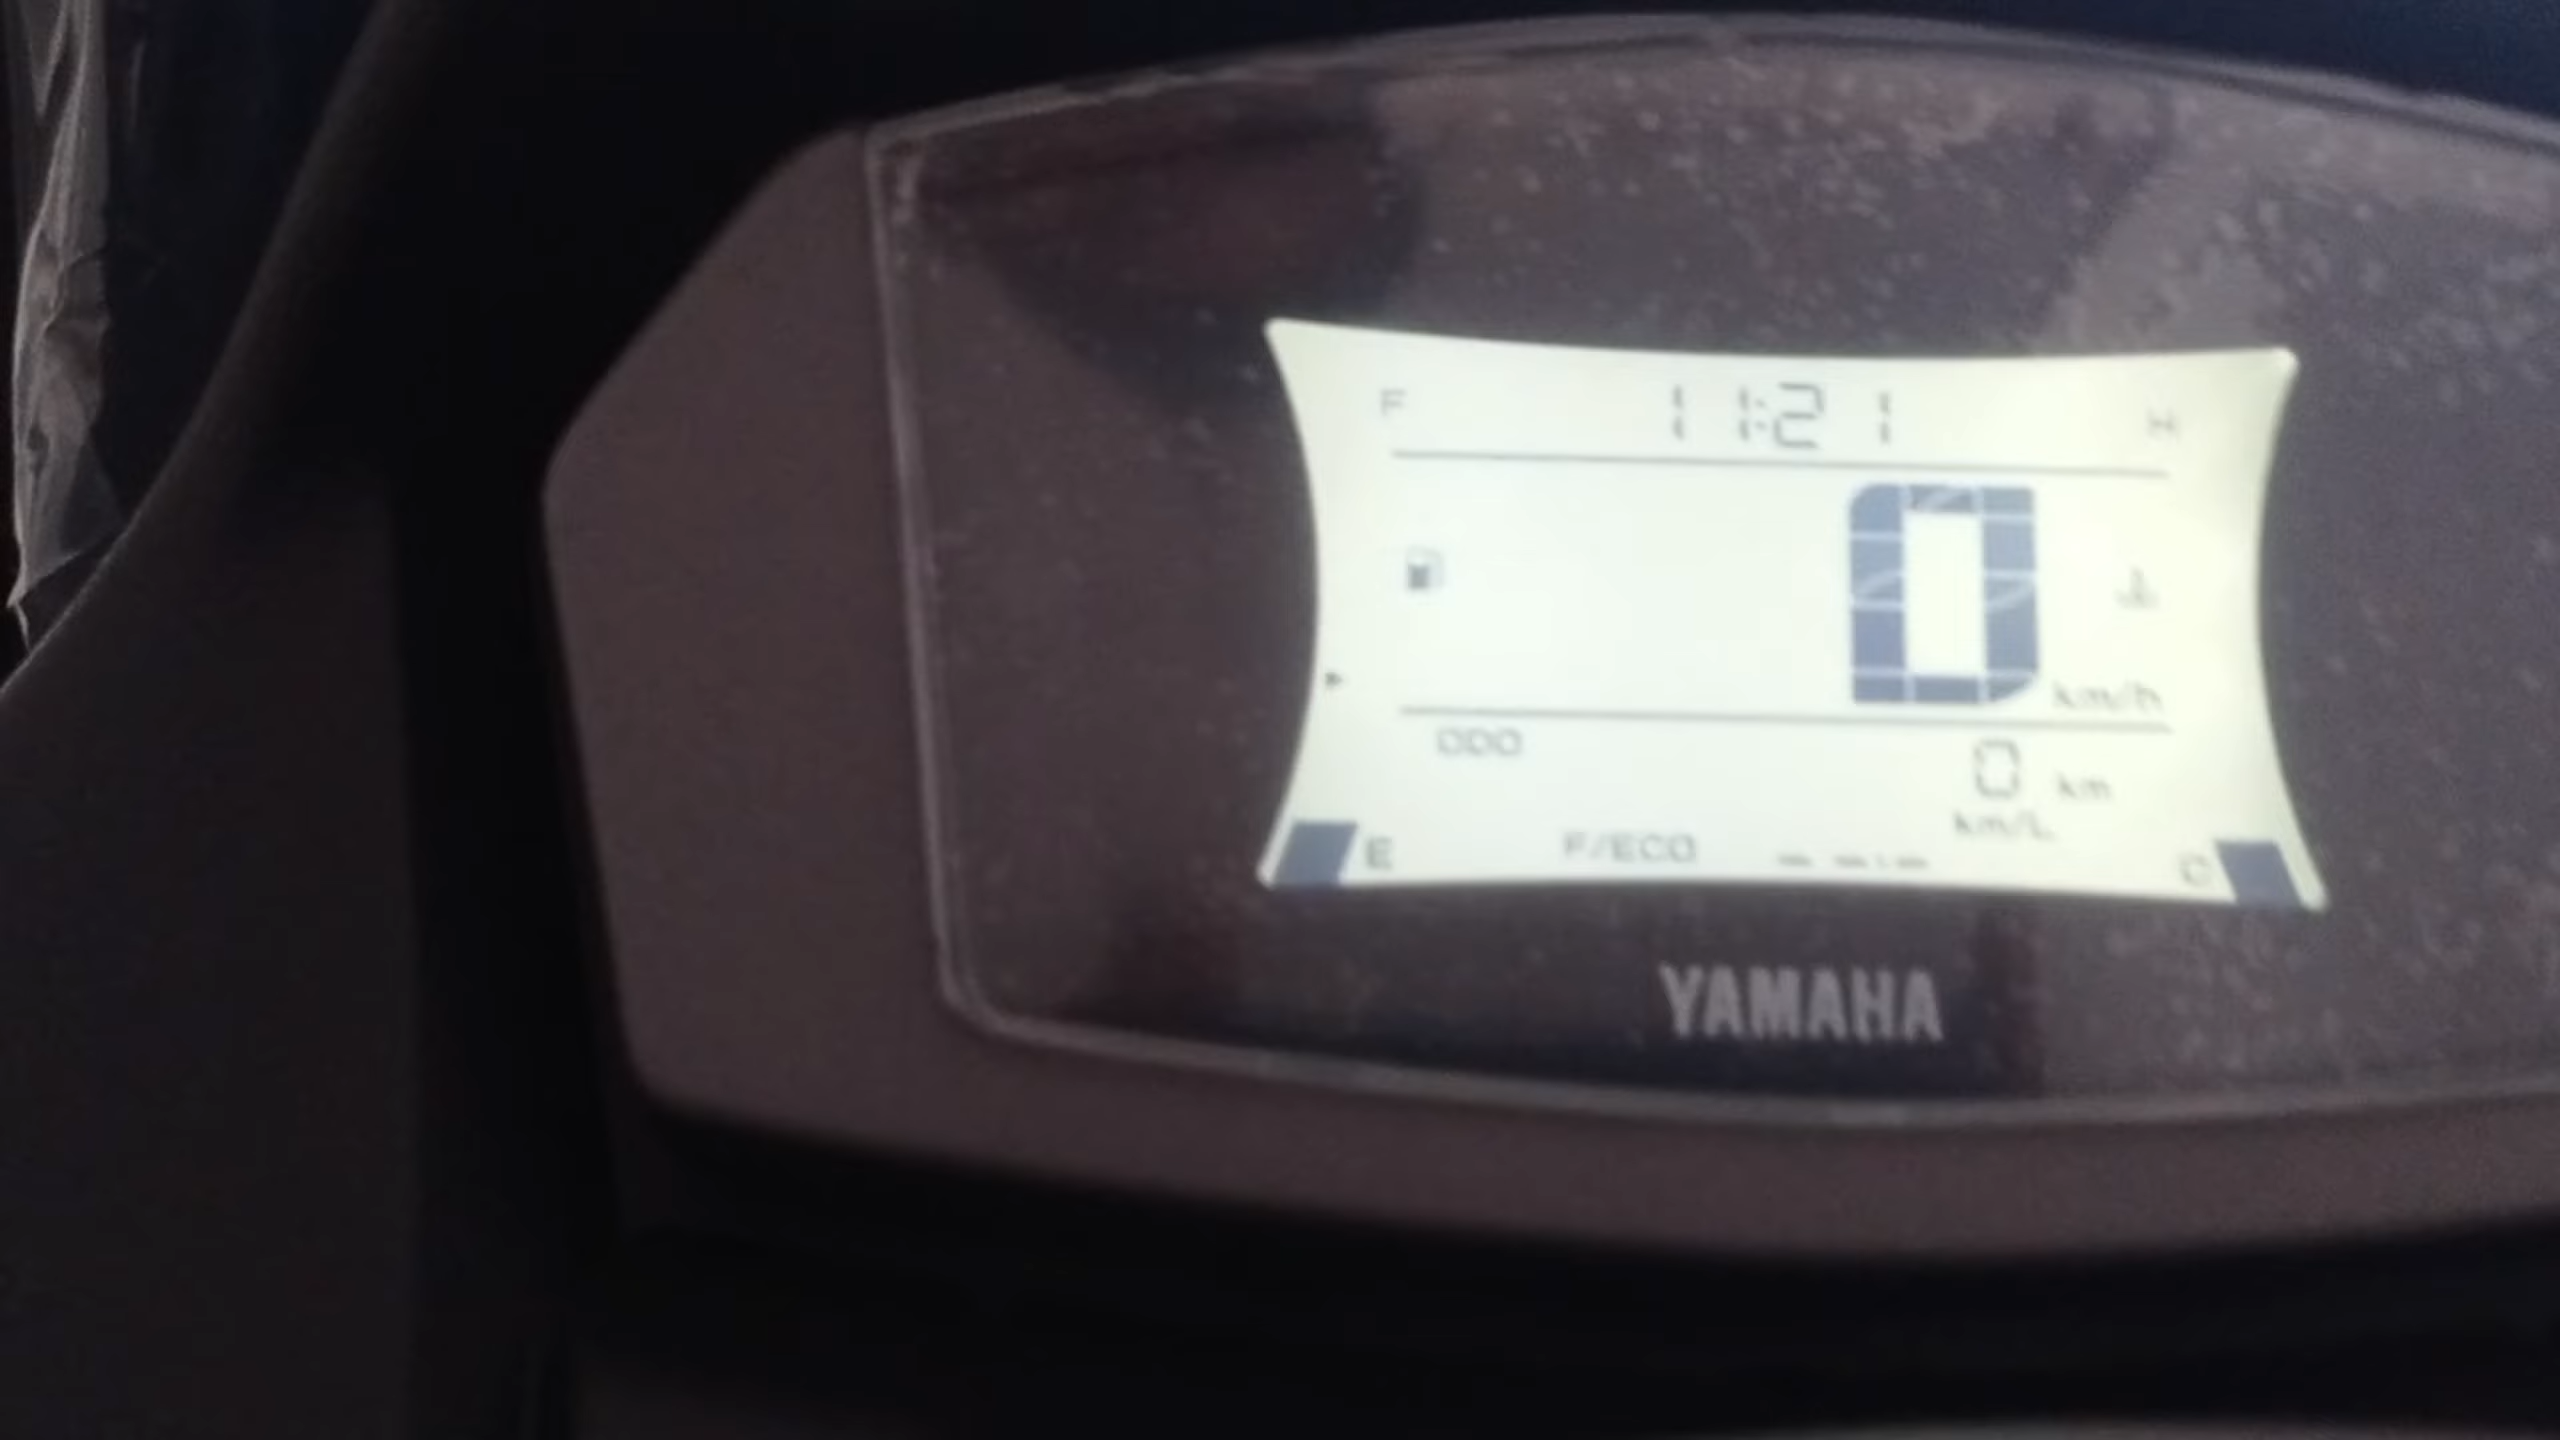 F 11:21 H
0 km/h
ODO 0 km
km/L
E F/ECO --.- C
YAMAHA